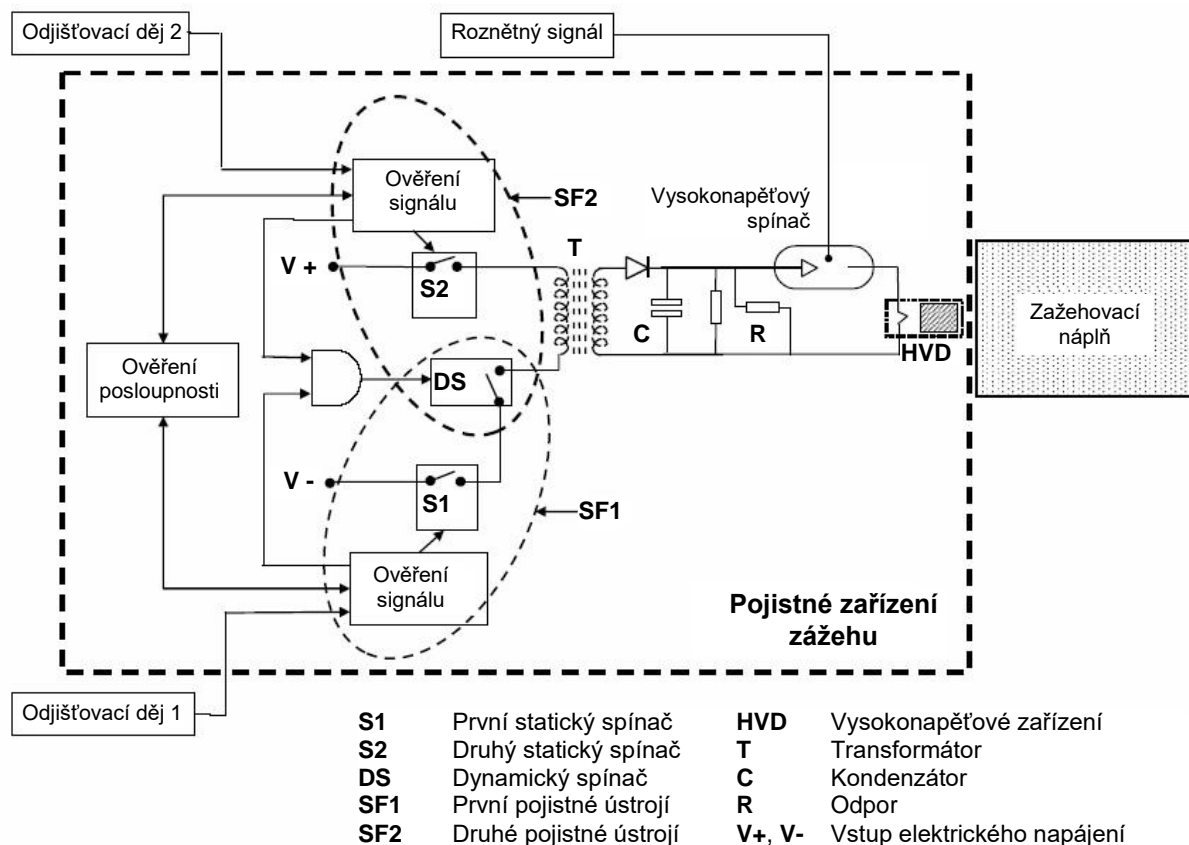 Odjišťovací děj 2
Roznětný signál
Ověření
signálu
SF2
Vysokonapěťový
spínač
T
V +
S2
C
R
HVD
Zažehovací
náplň
Ověření
posloupnosti
DS
V -
S1
SF1
Ověření
signálu
Pojistné zařízení
zážehu
Odjišťovací děj 1
S1 První statický spínač HVD Vysokonapěťové zařízení
S2 Druhý statický spínač T Transformátor
DS Dynamický spínač C Kondenzátor
SF1 První pojistné ústrojí R Odpor
SF2 Druhé pojistné ústrojí V+, V- Vstup elektrického napájení